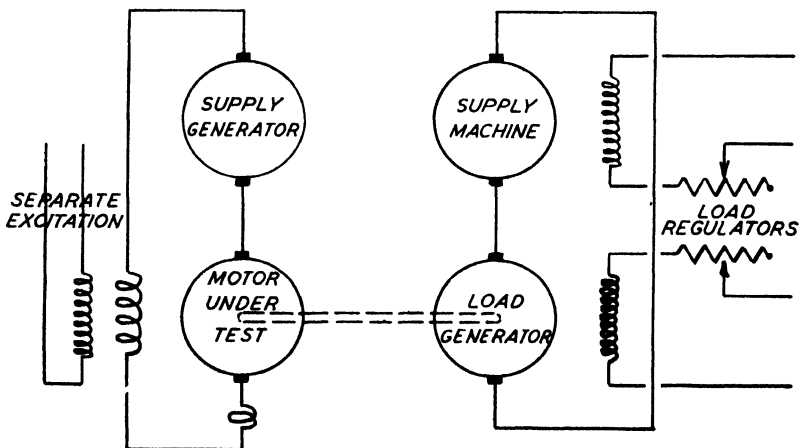 SUPPLY
GENERATOR
SUPPLY
MACHINE
SEPARATE
EXCITATION
LOAD
REGULATORS
MOTOR
UNDER
TEST
LOAD
GENERATOR